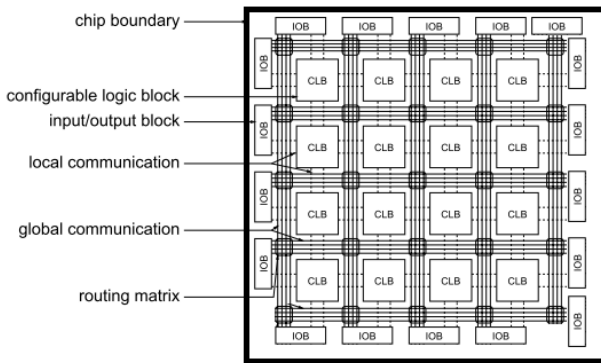 chip boundary
IOB IOB IOB IOB IOB
IOB IOB
configurable logic block
CLB CLB CLB CLB
input/output block
IOB IOB
local communication
CLB CLB CLB CLB
IOB IOB
global communication
CLB CLB CLB CLB
IOB IOB
routing matrix
CLB CLB CLB CLB
IOB
IOB IOB IOB IOB